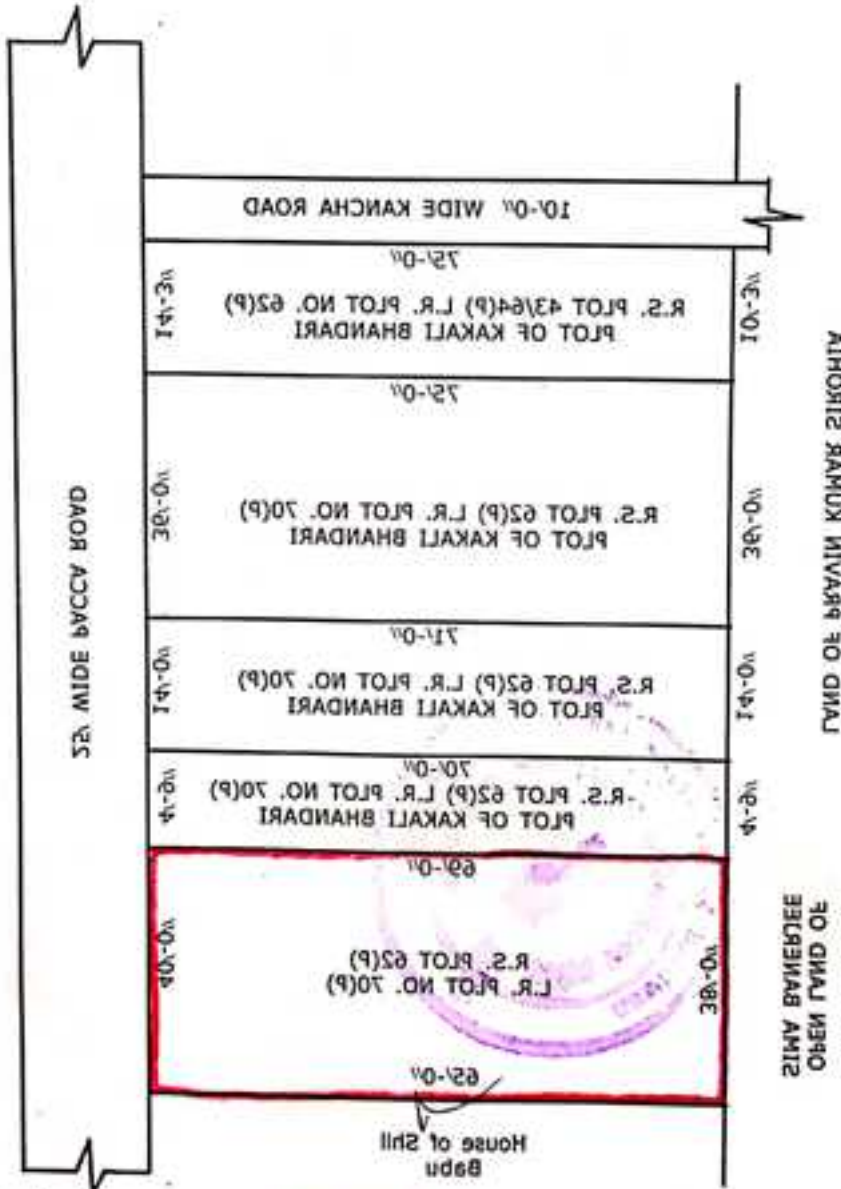 10'-0" WIDE KANCHA ROAD
75'-0"
14'-3"
R.S. PLOT 43/64(P) L.R. PLOT NO. 62(P)
PLOT OF KAKALI BHANDARI
10'-3"
75'-0"
36'-0"
R.S. PLOT 62(P) L.R. PLOT NO. 70(P)
PLOT OF KAKALI BHANDARI
36'-0"
71'-0"
14'-0"
R.S. PLOT 62(P) L.R. PLOT NO. 70(P)
PLOT OF KAKALI BHANDARI
14'-0"
70'-0"
4'-9"
R.S. PLOT 62(P) L.R. PLOT NO. 70(P)
PLOT OF KAKALI BHANDARI
4'-9"
69'-0"
40'-0"
R.S. PLOT 62(P)
L.R. PLOT NO. 70(P)
38'-0"
65'-0"
House of Shil
Babu
25' WIDE PACCA ROAD
LAND OF PRAVIN KUMAR SIROHIA
OPEN LAND OF
SIMA BANERJEE